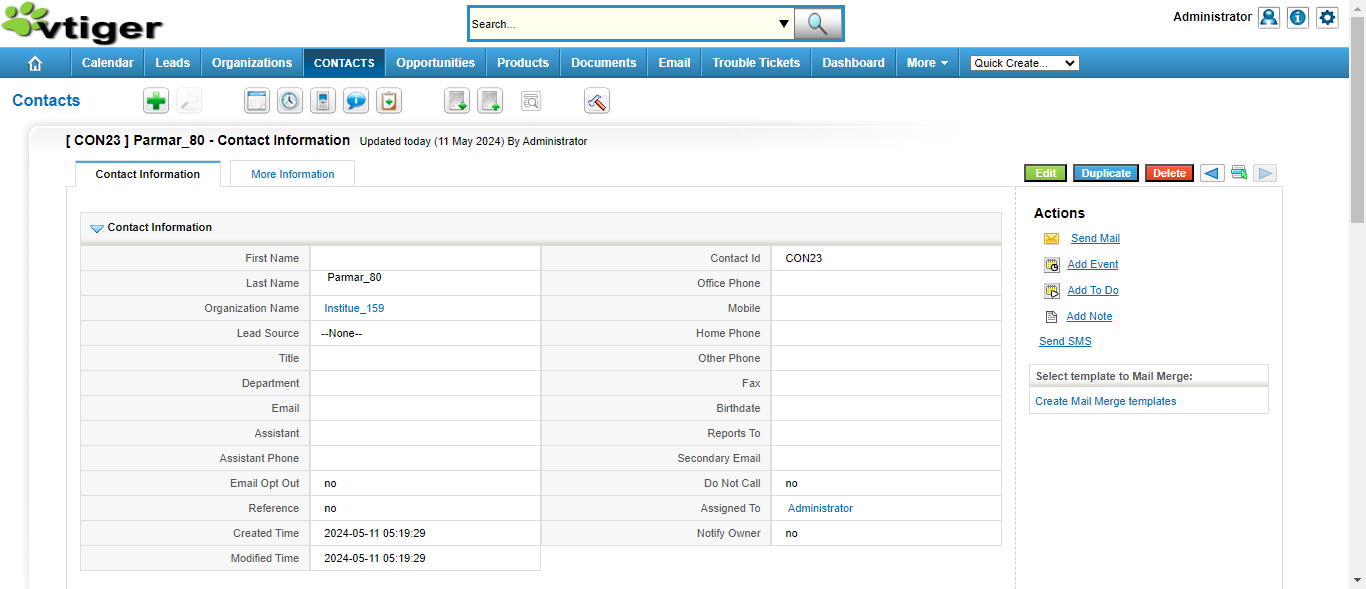 vtiger
Search...
Administrator
Calendar Leads Organizations CONTACTS Opportunities Products Documents Email Trouble Tickets Dashboard More Quick Create...
Contacts
[ CON23 ] Parmar_80 - Contact Information Updated today (11 May 2024) By Administrator
Contact Information More Information
Edit Duplicate Delete
Contact Information
First Name Contact Id CON23
Last Name Parmar_80 Office Phone
Organization Name Institue_159 Mobile
Lead Source --None-- Home Phone
Title Other Phone
Department Fax
Email Birthdate
Assistant Reports To
Assistant Phone Secondary Email
Email Opt Out no Do Not Call no
Reference no Assigned To Administrator
Created Time 2024-05-11 05:19:29 Notify Owner no
Modified Time 2024-05-11 05:19:29
Actions
Send Mail
Add Event
Add To Do
Add Note
Send SMS
Select template to Mail Merge:
Create Mail Merge templates